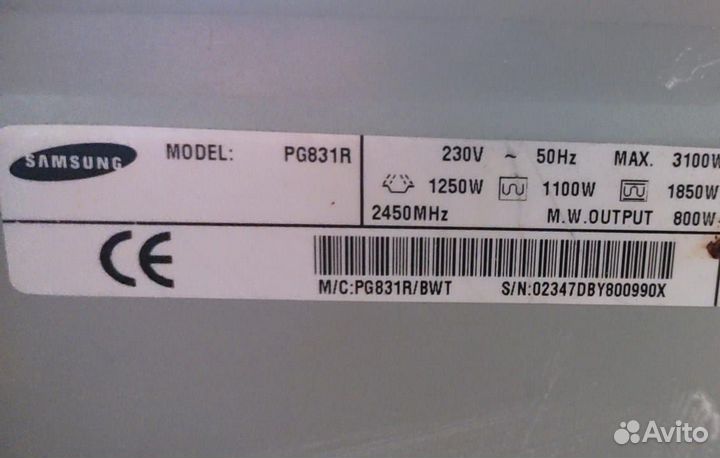 SAMSUNG
MODEL: PG831R
230V ~ 50Hz MAX. 3100W
1250W 1100W 1850W
2450MHz M.W.OUTPUT 800W
CE
M/C:PG831R/BWT S/N:02347DBY800990X
Avito